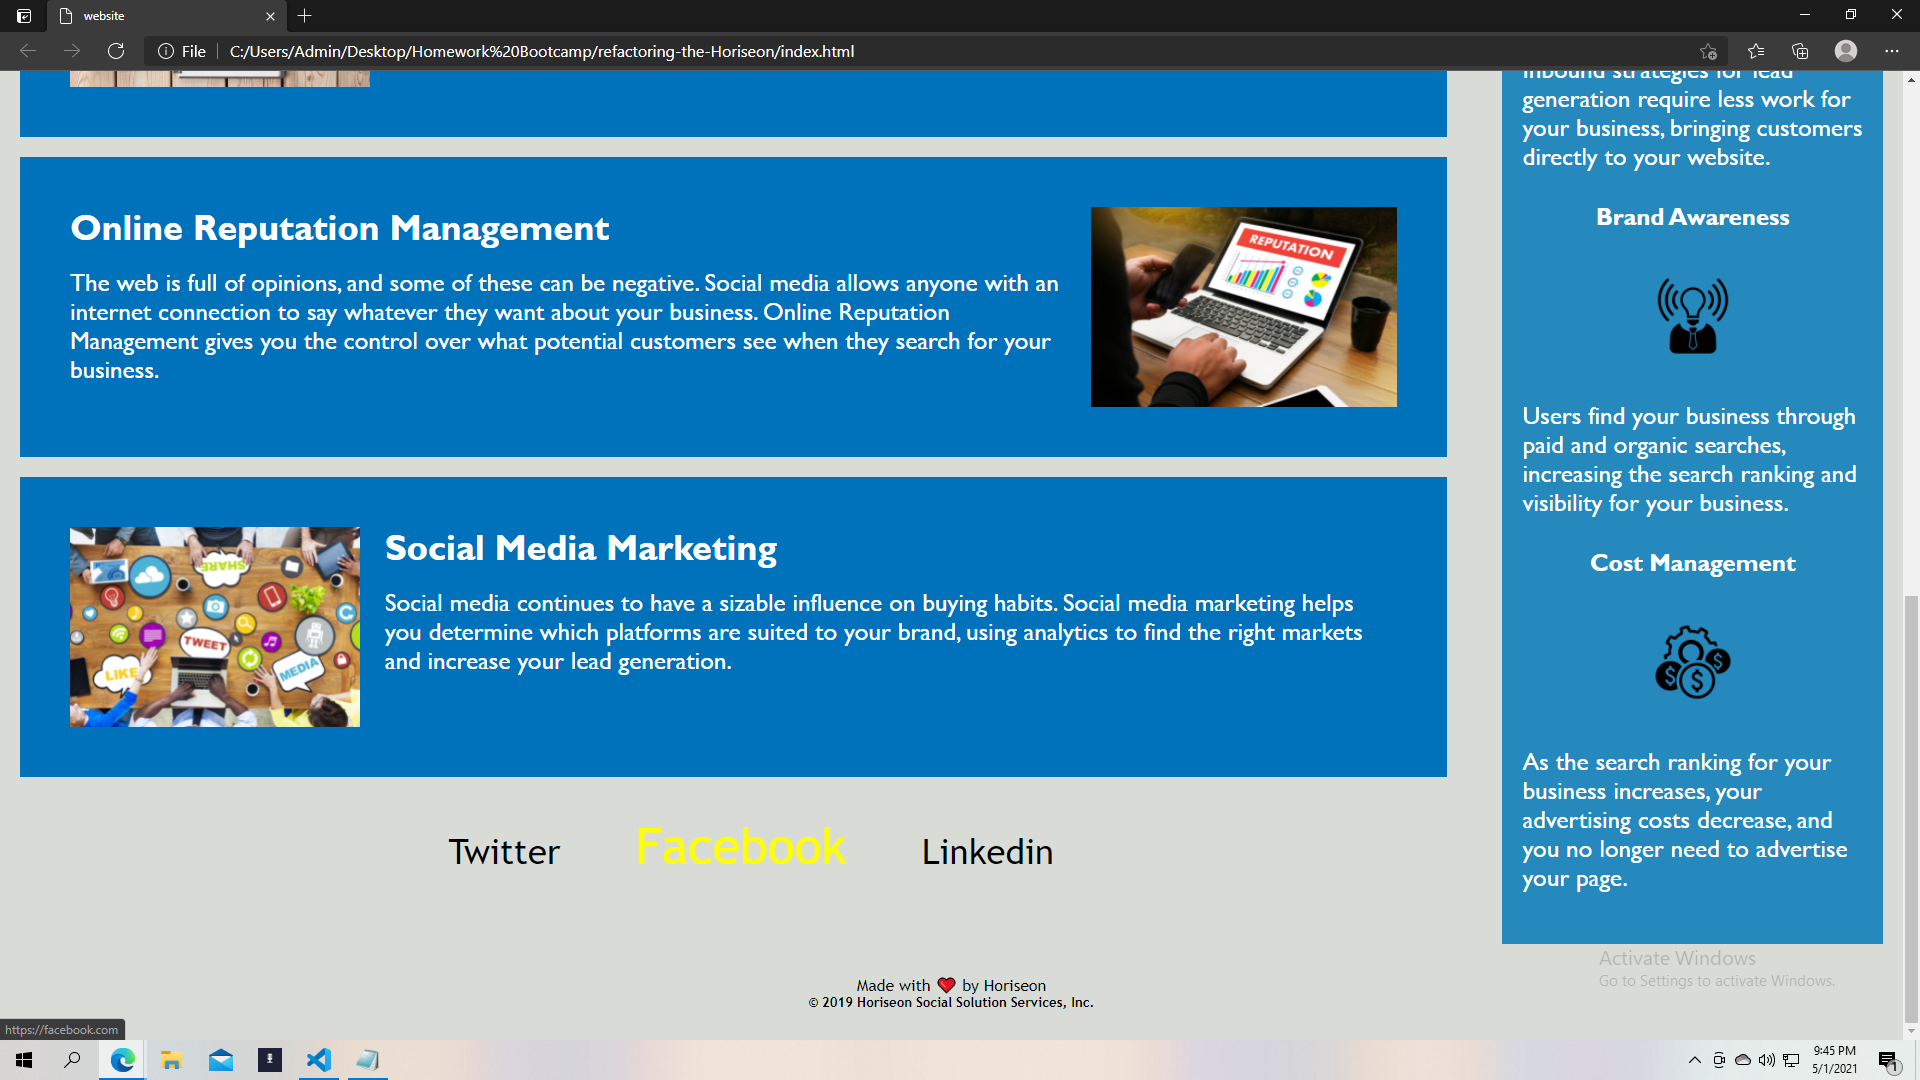 website
File
C:/Users/Admin/Desktop/Homework%20Bootcamp/refactoring-the-Horiseon/index.html
Online Reputation Management
The web is full of opinions, and some of these can be negative. Social media allows anyone with an
internet connection to say whatever they want about your business. Online Reputation
Management gives you the control over what potential customers see when they search for your
business.
REPUTATION
SHARE
TWEET
LIKE
MEDIA
Social Media Marketing
Social media continues to have a sizable influence on buying habits. Social media marketing helps
you determine which platforms are suited to your brand, using analytics to find the right markets
and increase your lead generation.
Twitter
Facebook
Linkedin
inbound strategies for lead
generation require less work for
your business, bringing customers
directly to your website.
Brand Awareness
Users find your business through
paid and organic searches,
increasing the search ranking and
visibility for your business.
Cost Management
$
$
$
As the search ranking for your
business increases, your
advertising costs decrease, and
you no longer need to advertise
your page.
Activate Windows
Go to Settings to activate Windows.
Made with ❤️ by Horiseon
© 2019 Horiseon Social Solution Services, Inc.
https://facebook.com
9:45 PM
5/1/2021
1